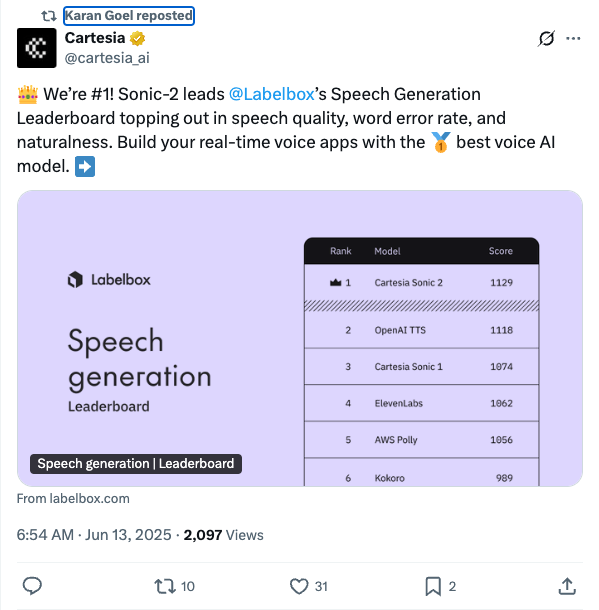 Karan Goel reposted
Cartesia
@cartesia_ai
👑 We’re #1! Sonic-2 leads @Labelbox’s Speech Generation
Leaderboard topping out in speech quality, word error rate, and
naturalness. Build your real-time voice apps with the 🥇 best voice AI
model. ➡️
Labelbox
Speech
generation
Leaderboard
Rank Model Score
1 Cartesia Sonic 2 1129
2 OpenAI TTS 1118
3 Cartesia Sonic 1 1074
4 ElevenLabs 1062
5 AWS Polly 1056
6 Kokoro 989
Speech generation | Leaderboard
From labelbox.com
6:54 AM · Jun 13, 2025 · 2,097 Views
10 31 2